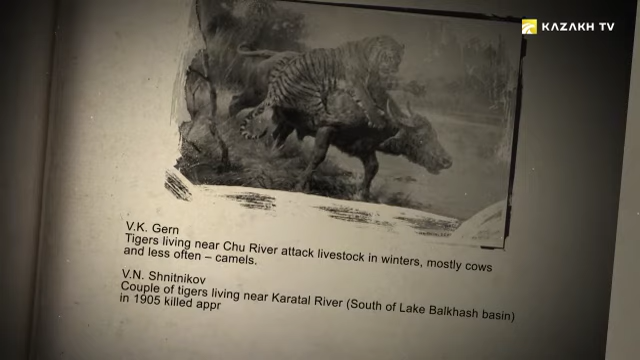 KAZAKH TV
V.K. Gern
Tigers living near Chu River attack livestock in winters, mostly cows
and less often – camels.
V.N. Shnitnikov
Couple of tigers living near Karatal River (South of Lake Balkhash basin)
in 1905 killed appr